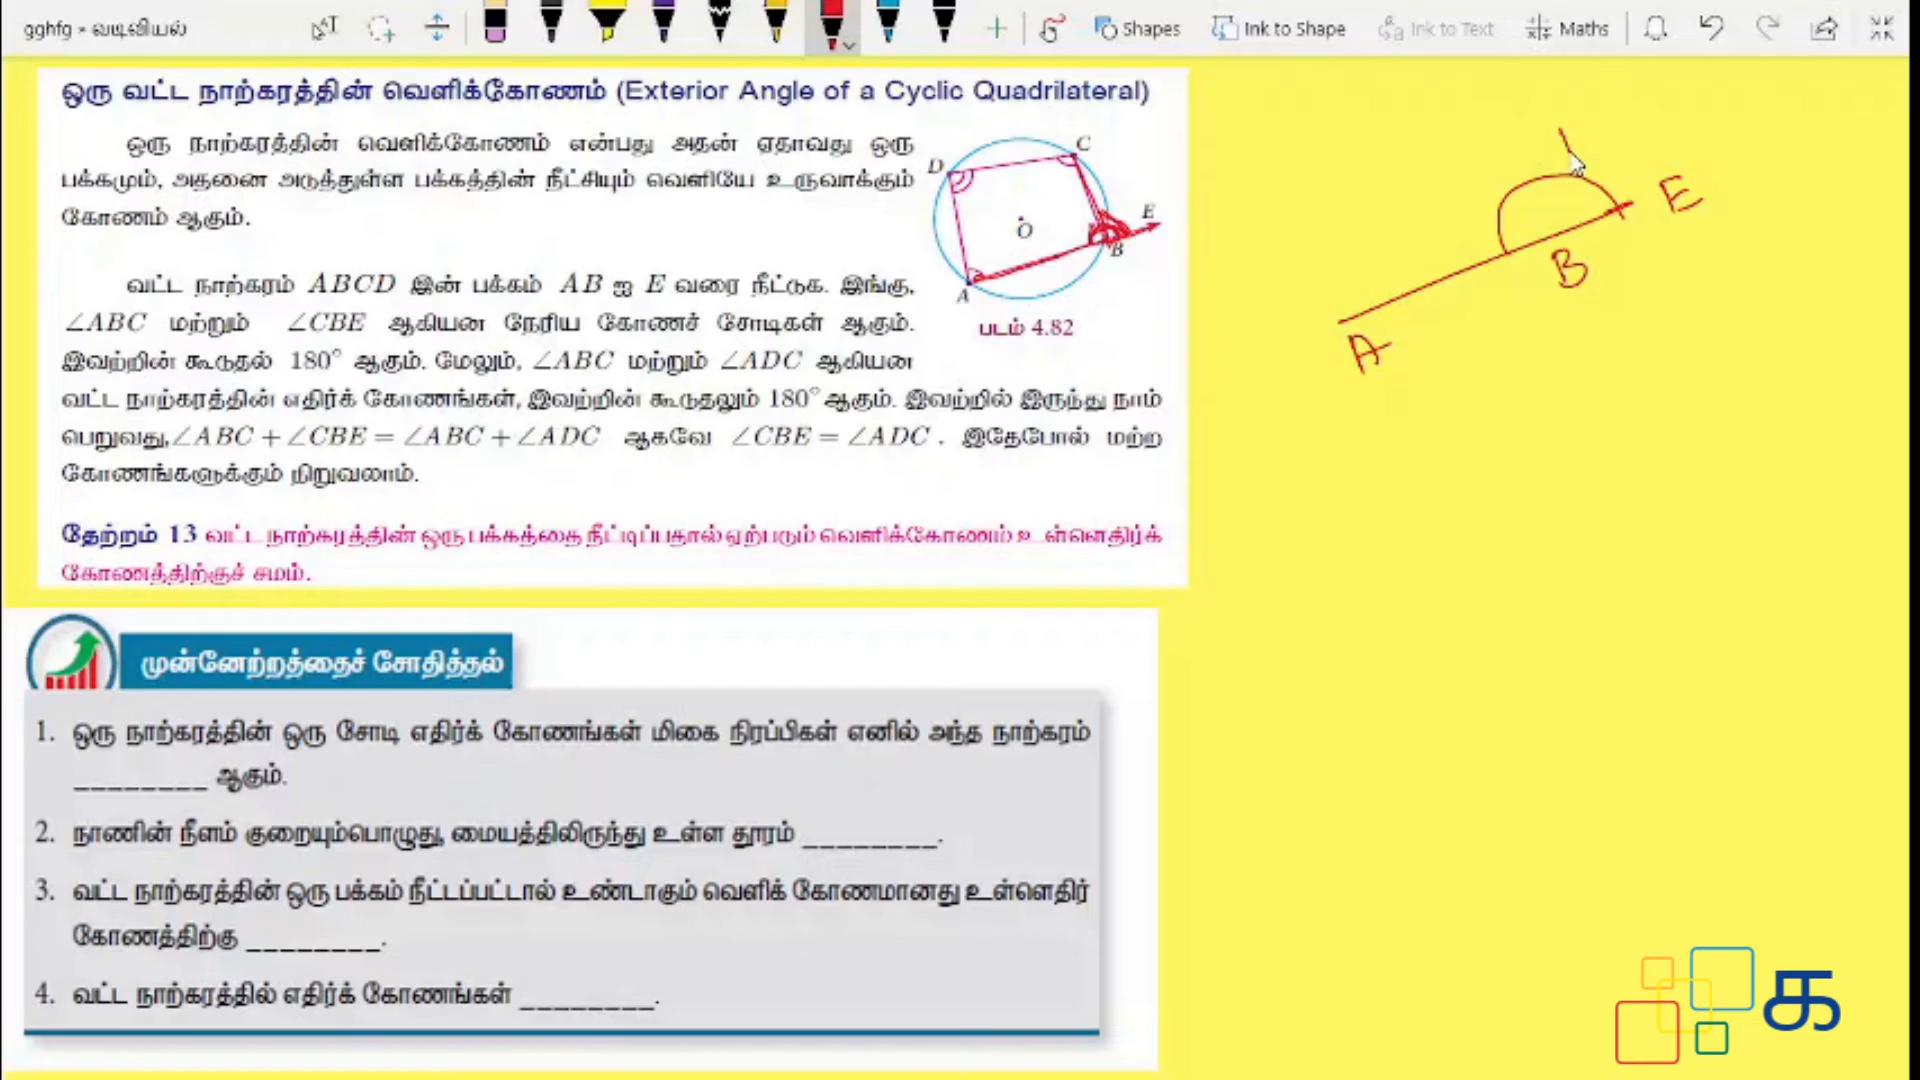 gghfg - வடிவியல்
Shapes
Ink to Shape
Ink to Text
Maths
ஒரு வட்ட நாற்கரத்தின் வெளிக்கோணம் (Exterior Angle of a Cyclic Quadrilateral)
ஒரு நாற்கரத்தின் வெளிக்கோணம் என்பது அதன் ஏதாவது ஒரு
பக்கமும், அதனை அடுத்துள்ள பக்கத்தின் நீட்சியும் வெளியே உருவாக்கும்
கோணம் ஆகும்.
வட்ட நாற்கரம் ABCD இன் பக்கம் AB ஐ E வரை நீட்டுக. இங்கு,
∠ABC மற்றும் ∠CBE ஆகியன நேரிய கோணச் சோடிகள் ஆகும்.
இவற்றின் கூடுதல் 180° ஆகும். மேலும், ∠ABC மற்றும் ∠ADC ஆகியன
வட்ட நாற்கரத்தின் எதிர்க் கோணங்கள், இவற்றின் கூடுதலும் 180° ஆகும். இவற்றில் இருந்து நாம்
பெறுவது,∠ABC + ∠CBE = ∠ABC + ∠ADC ஆகவே ∠CBE = ∠ADC . இதேபோல் மற்ற
கோணங்களுக்கும் நிறுவலாம்.
D
C
O
E
B
A
படம் 4.82
தேற்றம் 13 வட்ட நாற்கரத்தின் ஒரு பக்கத்தை நீட்டிப்பதால் ஏற்படும் வெளிக்கோணம் உள்ளெதிர்க்
கோணத்திற்குச் சமம்.
A
B
E
முன்னேற்றத்தைச் சோதித்தல்
1. ஒரு நாற்கரத்தின் ஒரு சோடி எதிர்க் கோணங்கள் மிகை நிரப்பிகள் எனில் அந்த நாற்கரம்
________ ஆகும்.
2. நாணின் நீளம் குறையும்பொழுது, மையத்திலிருந்து உள்ள தூரம் ________.
3. வட்ட நாற்கரத்தின் ஒரு பக்கம் நீட்டப்பட்டால் உண்டாகும் வெளிக் கோணமானது உள்ளெதிர்
கோணத்திற்கு ________.
4. வட்ட நாற்கரத்தில் எதிர்க் கோணங்கள் ________.
க